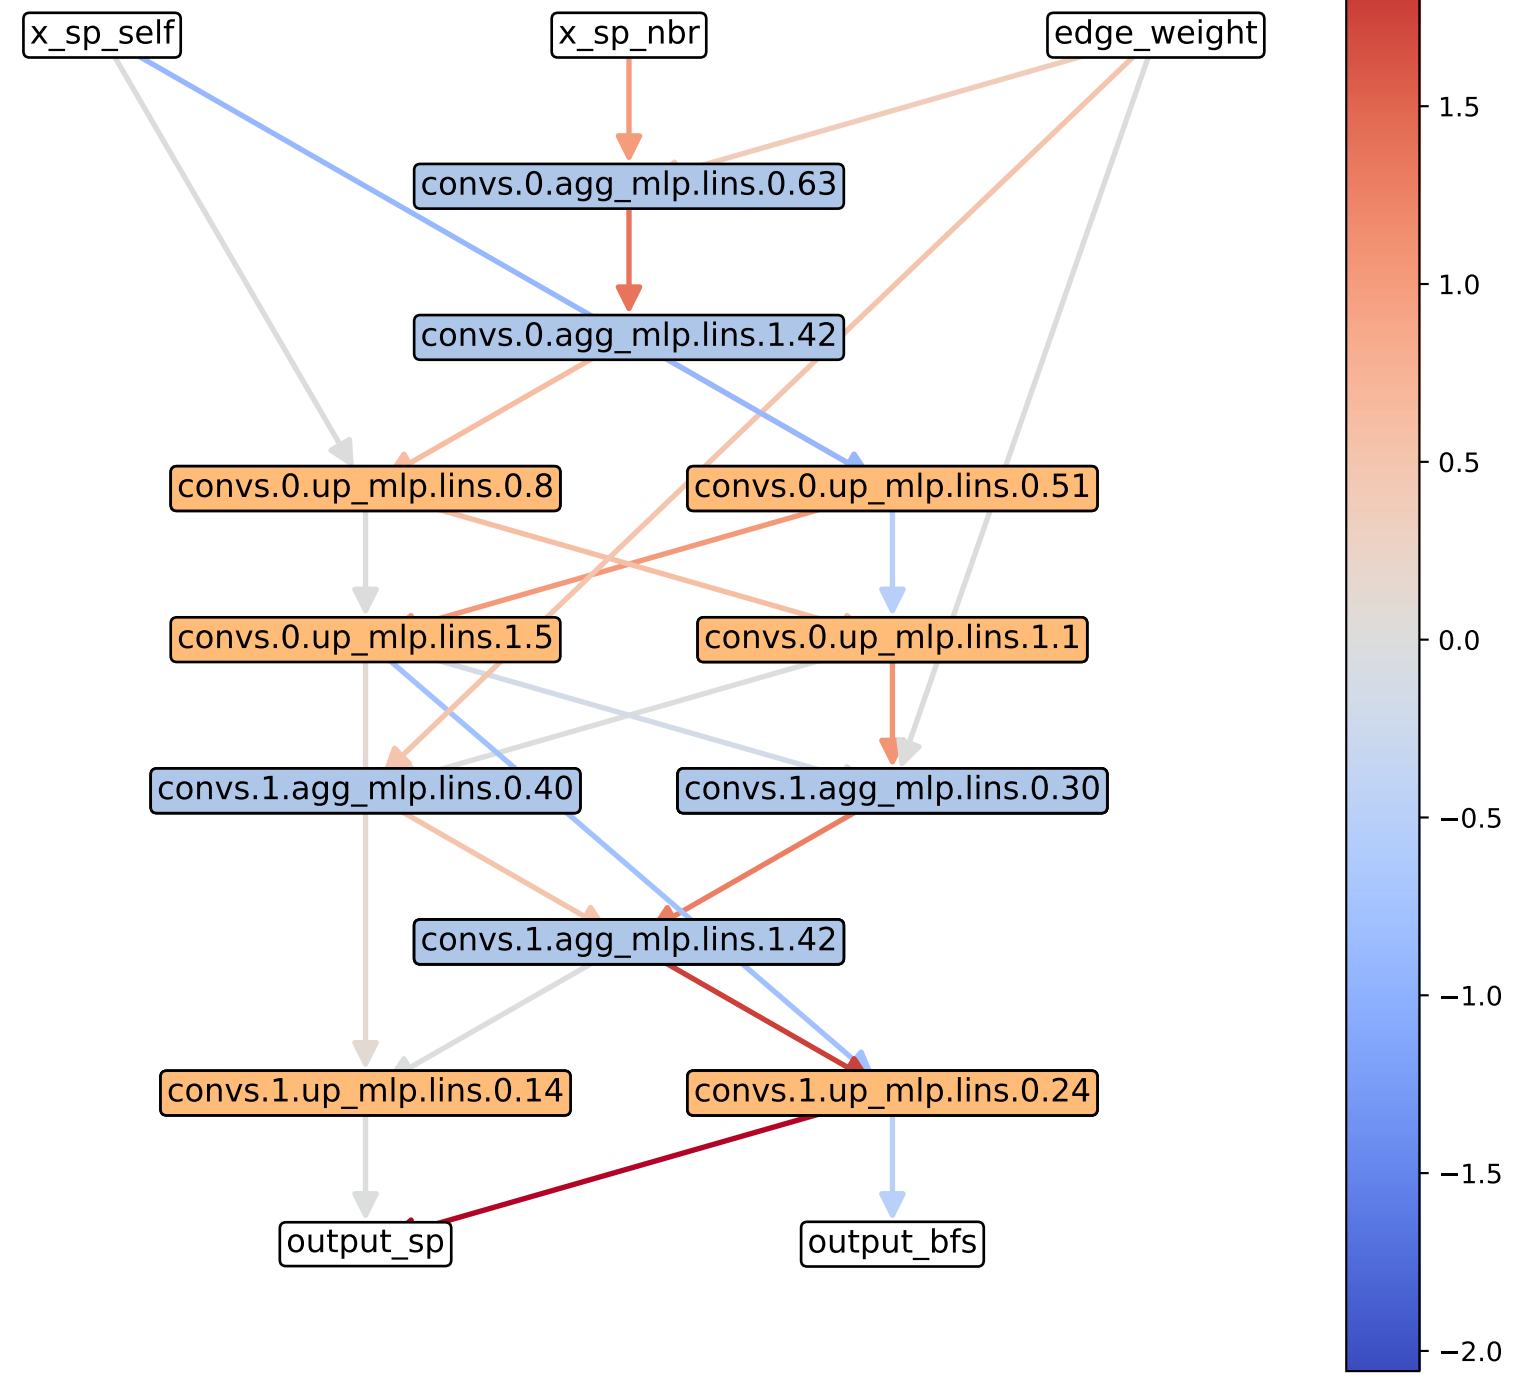 x_sp_self
x_sp_nbr
edge_weight
convs.0.agg_mlp.lins.0.63
convs.0.agg_mlp.lins.1.42
convs.0.up_mlp.lins.0.8
convs.0.up_mlp.lins.0.51
convs.0.up_mlp.lins.1.5
convs.0.up_mlp.lins.1.1
convs.1.agg_mlp.lins.0.40
convs.1.agg_mlp.lins.0.30
convs.1.agg_mlp.lins.1.42
convs.1.up_mlp.lins.0.14
convs.1.up_mlp.lins.0.24
output_sp
output_bfs
1.5
1.0
0.5
0.0
−0.5
−1.0
−1.5
−2.0